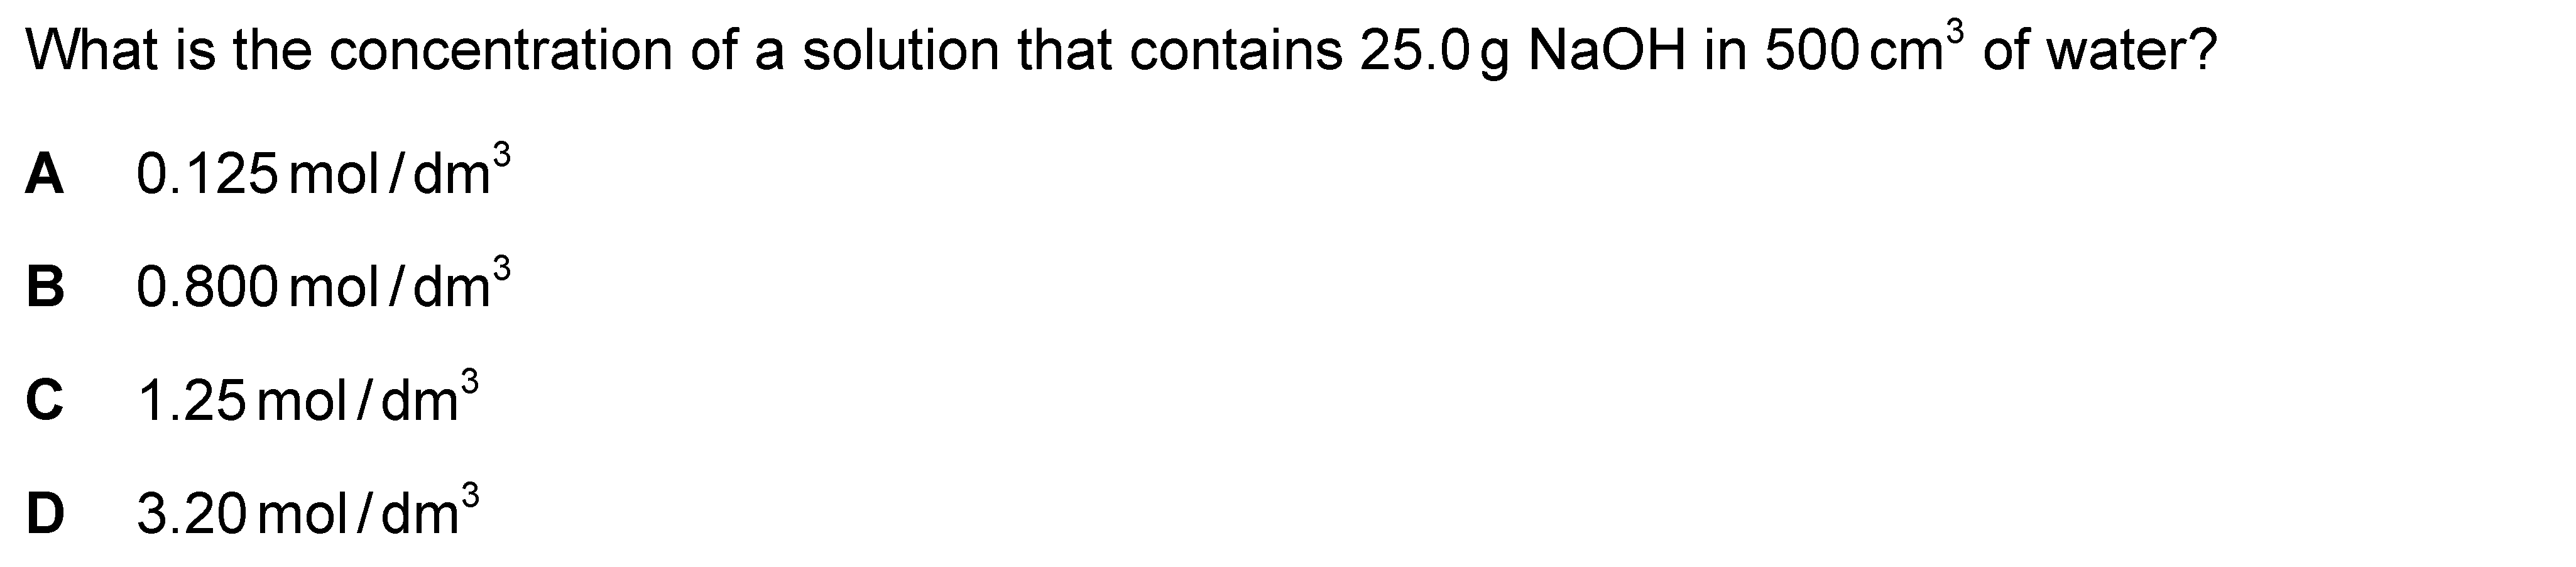 What is the concentration of a solution that contains 25.0 g NaOH in 500 cm³ of water?
A 0.125 mol / dm³
B 0.800 mol / dm³
C 1.25 mol / dm³
D 3.20 mol / dm³